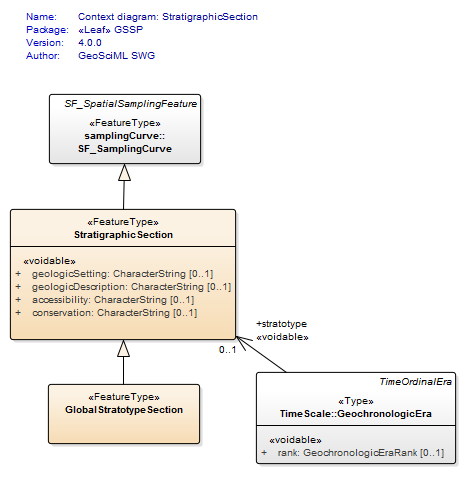 Name: Context diagram: StratigraphicSection
Package: «Leaf» GSSP
Version: 4.0.0
Author: GeoSciML SWG
SF_SpatialSamplingFeature
«FeatureType»
samplingCurve::
SF_SamplingCurve
«FeatureType»
StratigraphicSection
«voidable»
+ geologicSetting: CharacterString [0..1]
+ geologicDescription: CharacterString [0..1]
+ accessibility: CharacterString [0..1]
+ conservation: CharacterString [0..1]
+stratotype
«voidable»
0..1
«FeatureType»
GlobalStratotypeSection
TimeOrdinalEra
«Type»
TimeScale::GeochronologicEra
«voidable»
+ rank: GeochronologicEraRank [0..1]